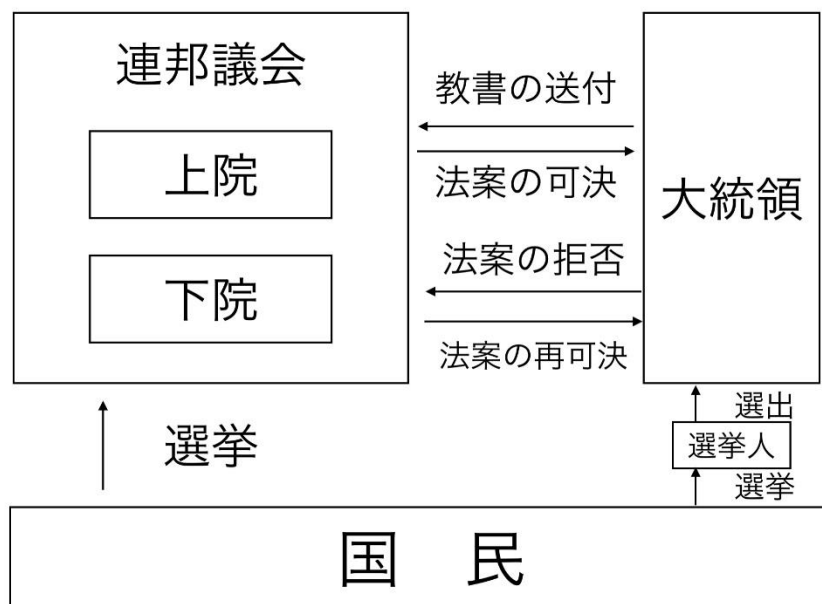 連邦議会
上院
下院
教書の送付
法案の可決
法案の拒否
法案の再可決
大統領
選挙
選出
選挙人
選挙
国　民